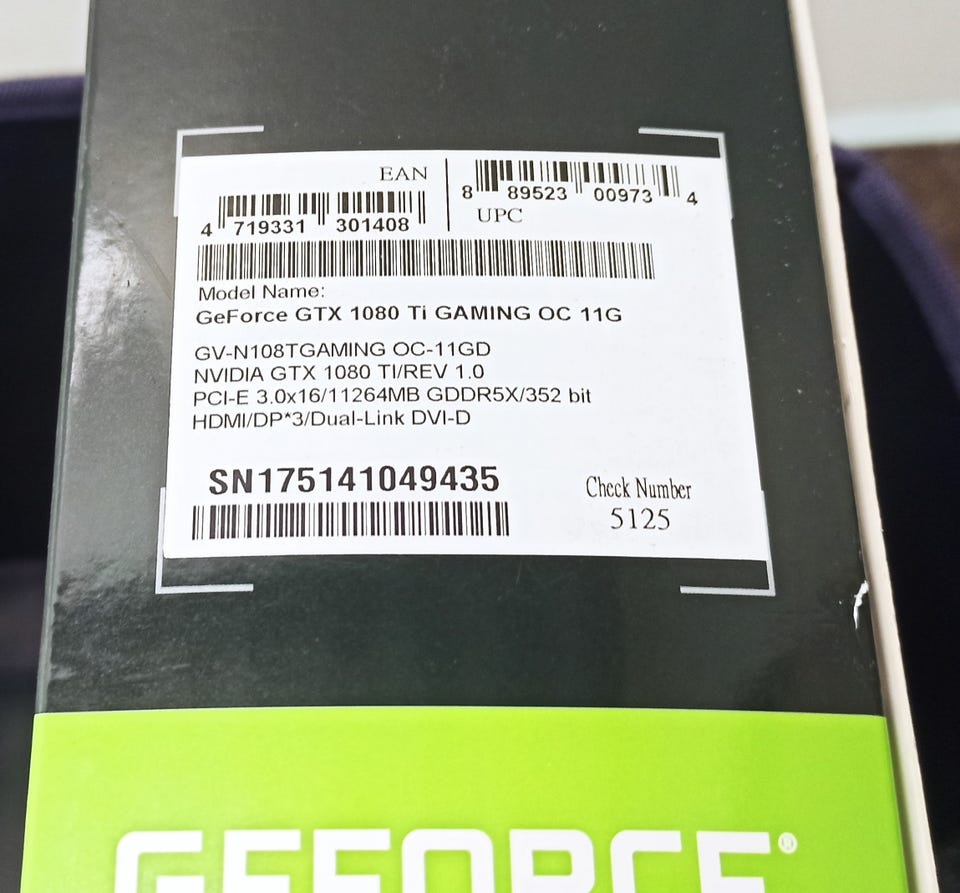 EAN
4 719331 301408
8 89523 00973 4
UPC
Model Name:
GeForce GTX 1080 Ti GAMING OC 11G
GV-N108TGAMING OC-11GD
NVIDIA GTX 1080 TI/REV 1.0
PCI-E 3.0x16/11264MB GDDR5X/352 bit
HDMI/DP*3/Dual-Link DVI-D
SN175141049435
Check Number
5125
GEFORCE®